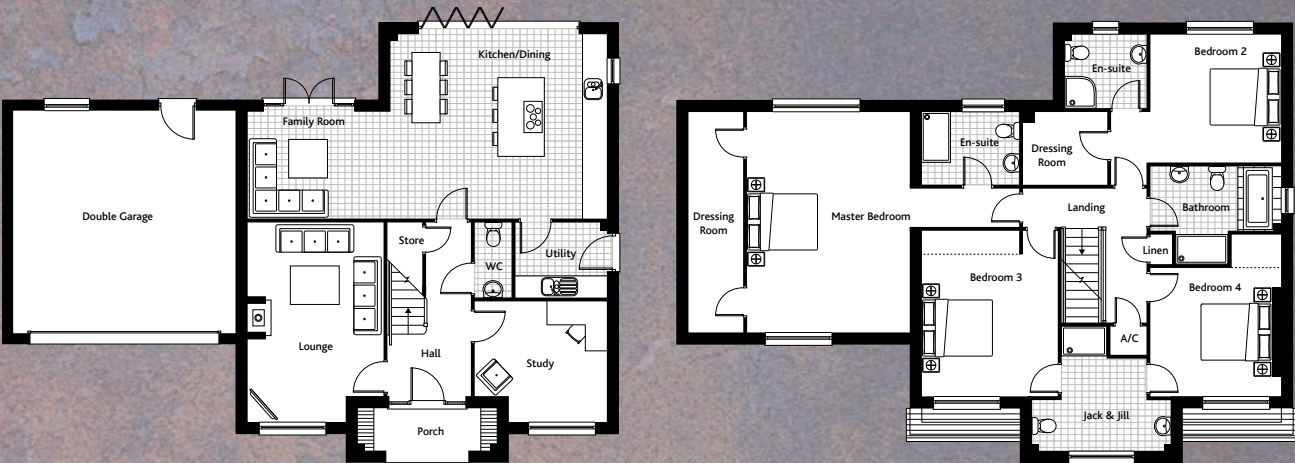 Kitchen/Dining
Family Room
Double Garage
Store
WC
Utility
Lounge
Hall
Study
Porch
En-suite
Bedroom 2
En-suite
Dressing
Room
Dressing
Room
Master Bedroom
Landing
Bathroom
Linen
Bedroom 3
Bedroom 4
A/C
Jack & Jill